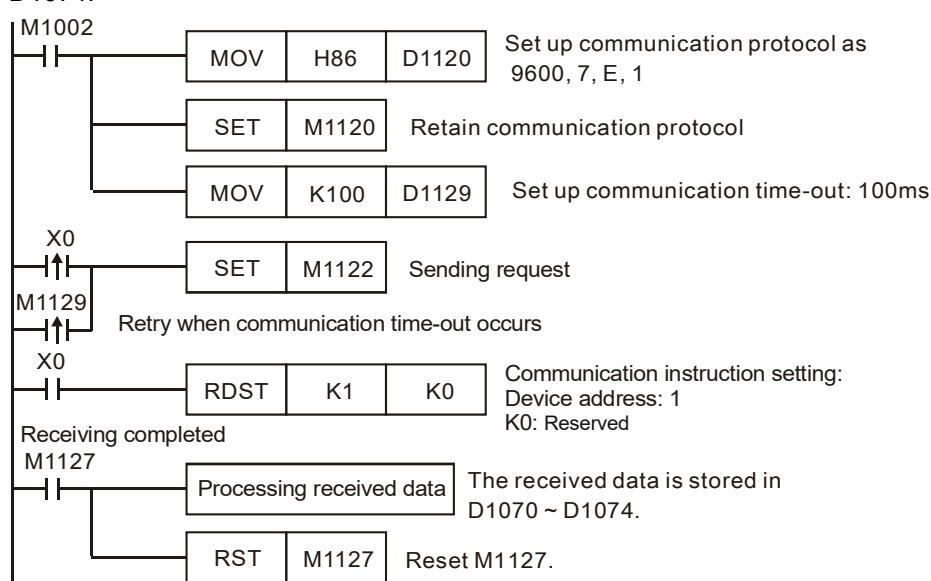 M1002
MOV H86 D1120
Set up communication protocol as
9600, 7, E, 1
SET M1120
Retain communication protocol
MOV K100 D1129
Set up communication time-out: 100ms
X0
SET M1122
Sending request
M1129
Retry when communication time-out occurs
X0
RDST K1 K0
Communication instruction setting:
Device address: 1
K0: Reserved
Receiving completed
M1127
Processing received data
The received data is stored in
D1070 ~ D1074.
RST M1127
Reset M1127.